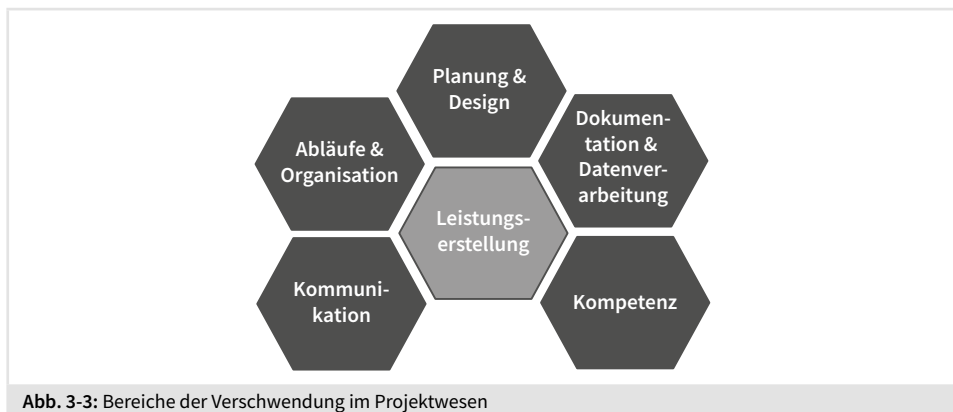 Planung &
Design
Dokumen-
tation &
Datenver-
arbeitung
Abläufe &
Organisation
Leistungs-
erstellung
Kommuni-
kation
Kompetenz
Abb. 3-3: Bereiche der Verschwendung im Projektwesen